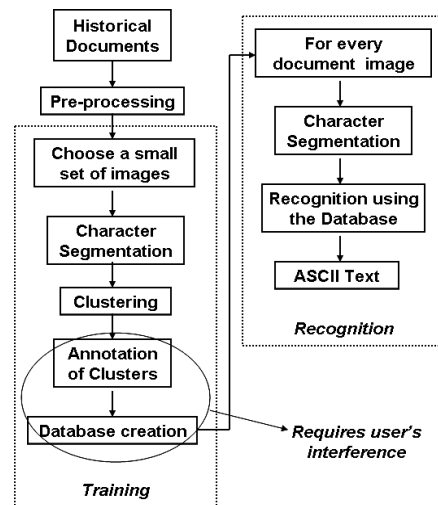 Historical
Documents
Pre-processing
Choose a small
set of images
Character
Segmentation
Clustering
Annotation
of Clusters
Database creation
Training
For every
document image
Character
Segmentation
Recognition using
the Database
ASCII Text
Recognition
Requires user's
interference